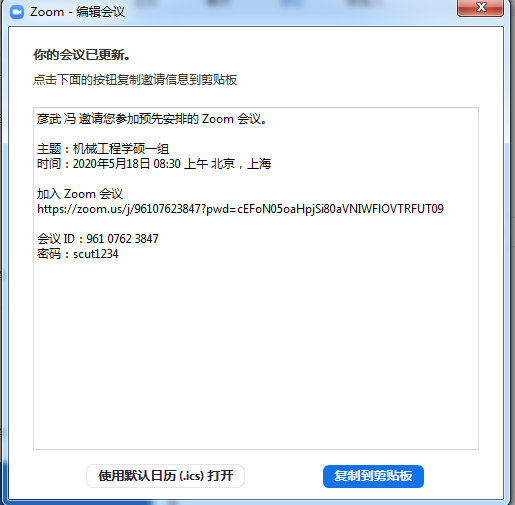 Zoom - 编辑会议
你的会议已更新。
点击下面的按钮复制邀请信息到剪贴板
彦武 冯 邀请您参加预先安排的 Zoom 会议。
主题：机械工程学硕一组
时间：2020年5月18日 08:30 上午 北京，上海
加入 Zoom 会议
https://zoom.us/j/96107623847?pwd=cEFoN05oaHpjSi80aVNIWFlOVTRFUT09
会议 ID：961 0762 3847
密码：scut1234
使用默认日历 (.ics) 打开
复制到剪贴板